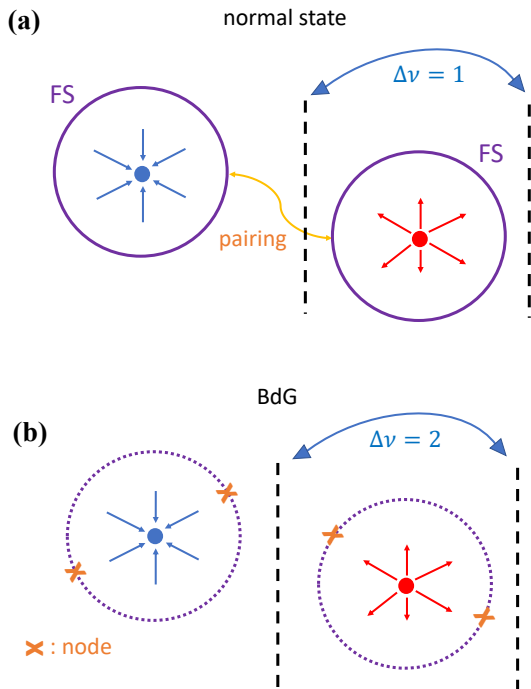 (a)
normal state
Δν = 1
FS
FS
pairing
BdG
(b)
Δν = 2
x : node